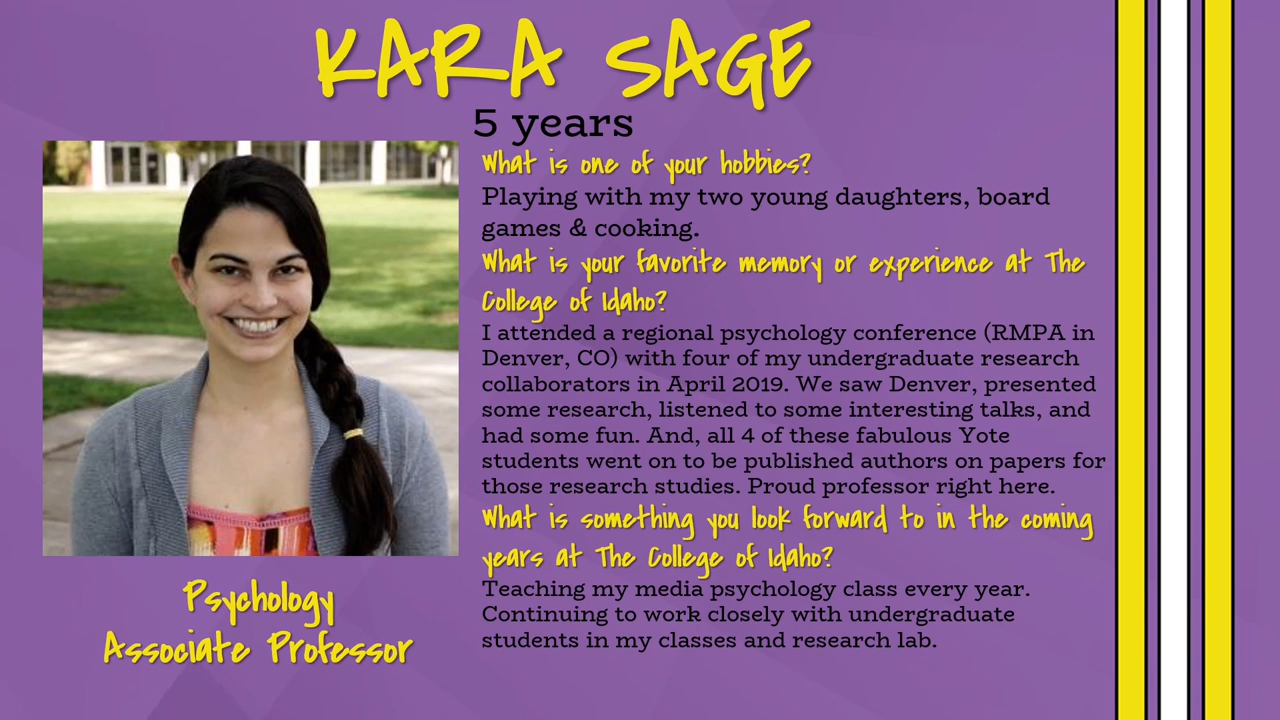 KARA SAGE
5 years
What is one of your hobbies?
Playing with my two young daughters, board
games & cooking.
What is your favorite memory or experience at The
College of Idaho?
I attended a regional psychology conference (RMPA in
Denver, CO) with four of my undergraduate research
collaborators in April 2019. We saw Denver, presented
some research, listened to some interesting talks, and
had some fun. And, all 4 of these fabulous Yote
students went on to be published authors on papers for
those research studies. Proud professor right here.
What is something you look forward to in the coming
years at The College of Idaho?
Teaching my media psychology class every year.
Continuing to work closely with undergraduate
students in my classes and research lab.
Psychology
Associate Professor